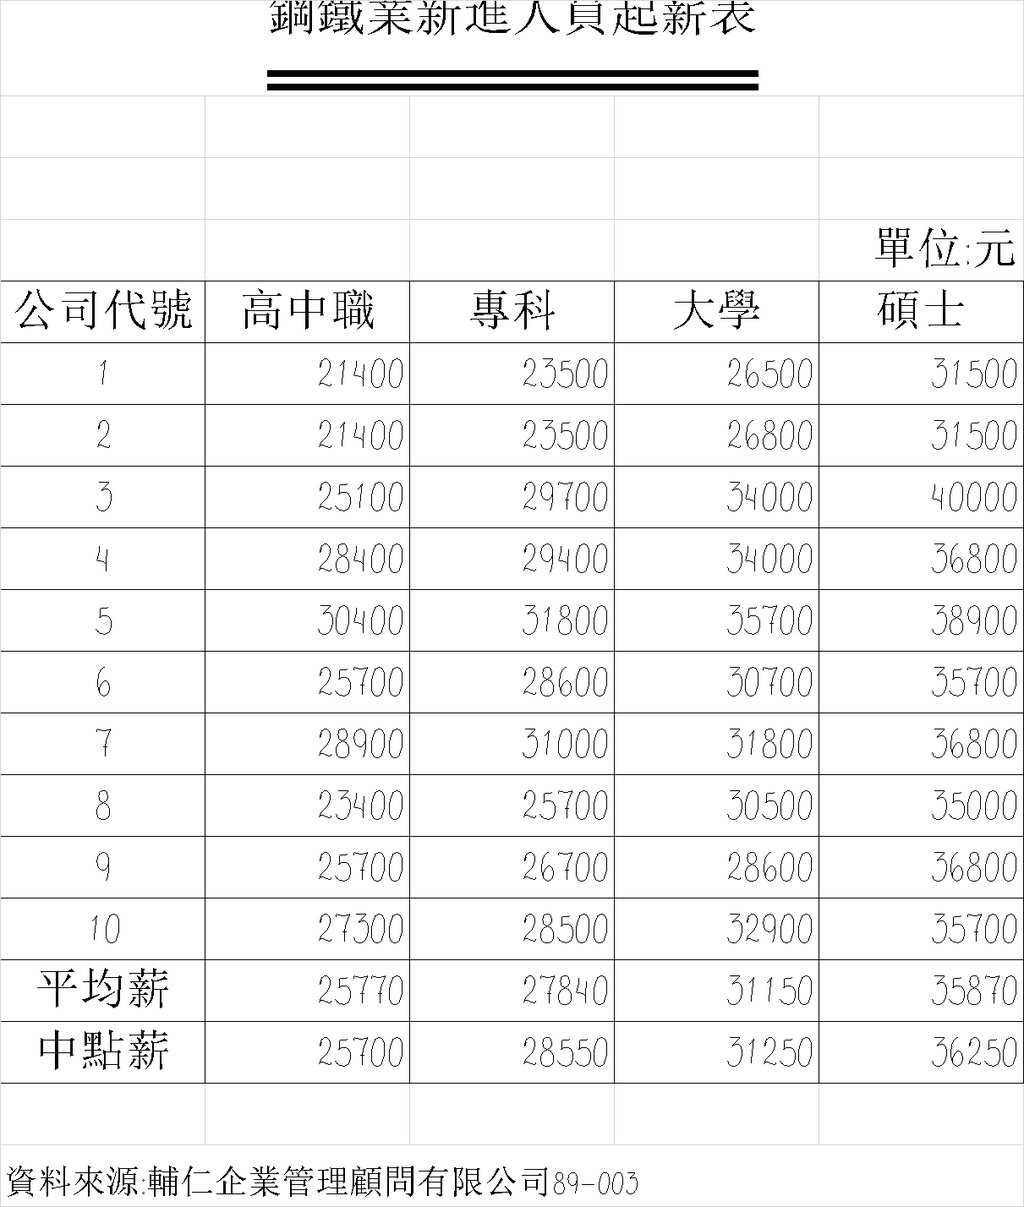 鋼鐵業新進人員起新表
單位:元
公司代號 高中職 專科 大學 碩士
1 21400 23500 26500 31500
2 21400 23500 26800 31500
3 25100 29700 34000 40000
4 28400 29400 34000 36800
5 30400 31800 35700 38900
6 25700 28600 30700 35700
7 28900 31000 31800 36800
8 23400 25700 30500 35000
9 25700 26700 28600 36800
10 27300 28500 32900 35700
平均薪 25770 27840 31150 35870
中點薪 25700 28550 31250 36250
資料來源:輔仁企業管理顧問有限公司89-003